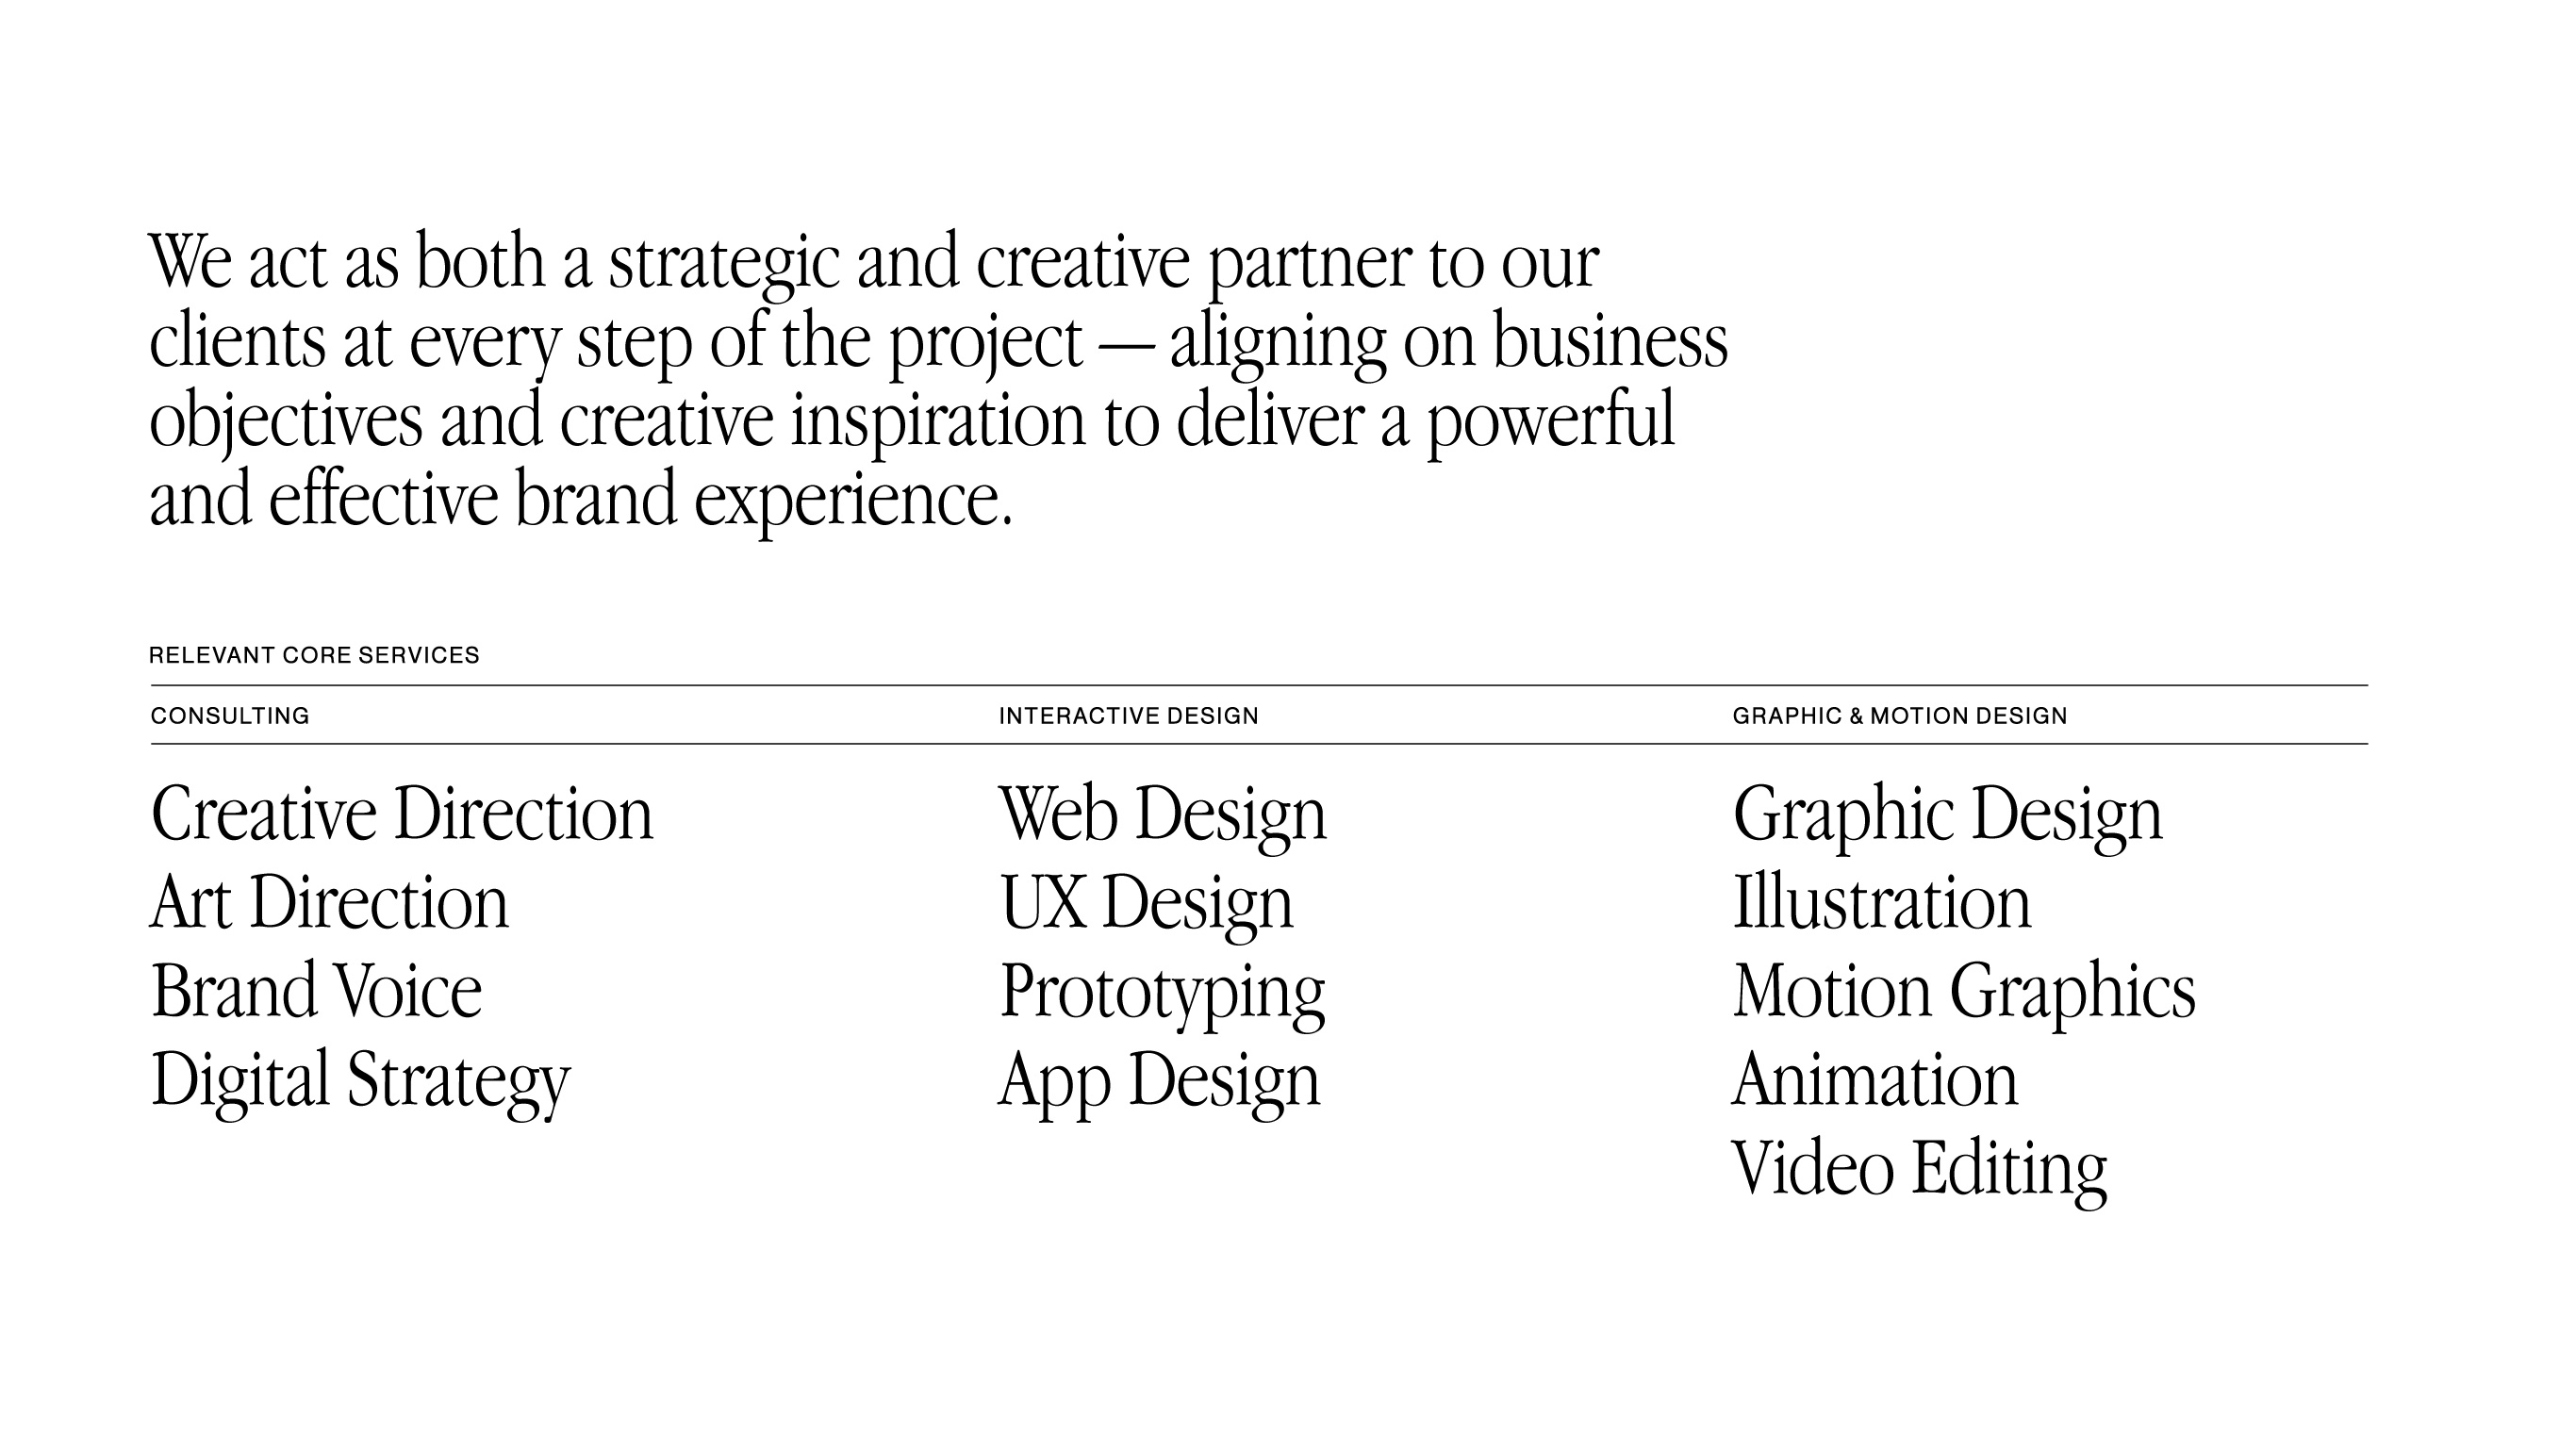 We act as both a strategic and creative partner to our
clients at every step of the project — aligning on business
objectives and creative inspiration to deliver a powerful
and effective brand experience.
RELEVANT CORE SERVICES
CONSULTING
Creative Direction
Art Direction
Brand Voice
Digital Strategy
INTERACTIVE DESIGN
Web Design
UX Design
Prototyping
App Design
GRAPHIC & MOTION DESIGN
Graphic Design
Illustration
Motion Graphics
Animation
Video Editing